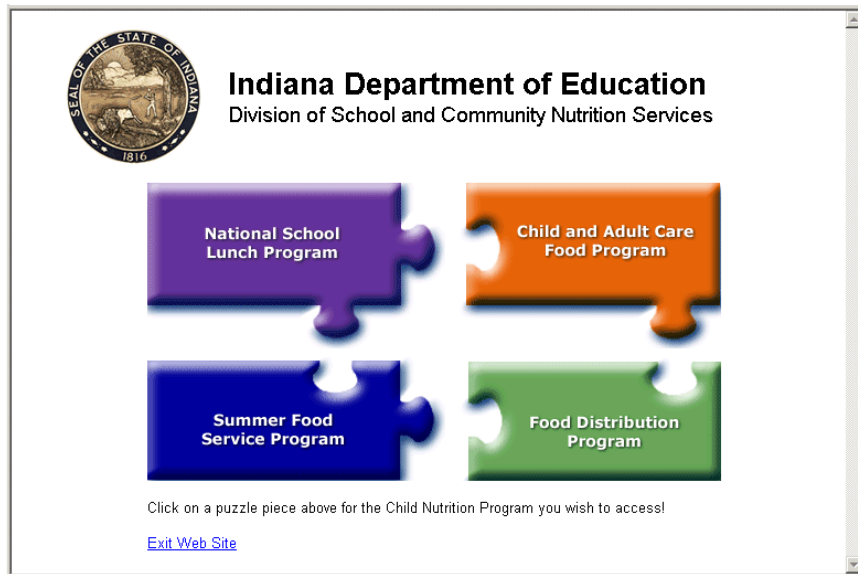 SEAL OF THE STATE OF INDIANA
1816
Indiana Department of Education
Division of School and Community Nutrition Services
National School
Lunch Program
Child and Adult Care
Food Program
Summer Food
Service Program
Food Distribution
Program
Click on a puzzle piece above for the Child Nutrition Program you wish to access!
Exit Web Site